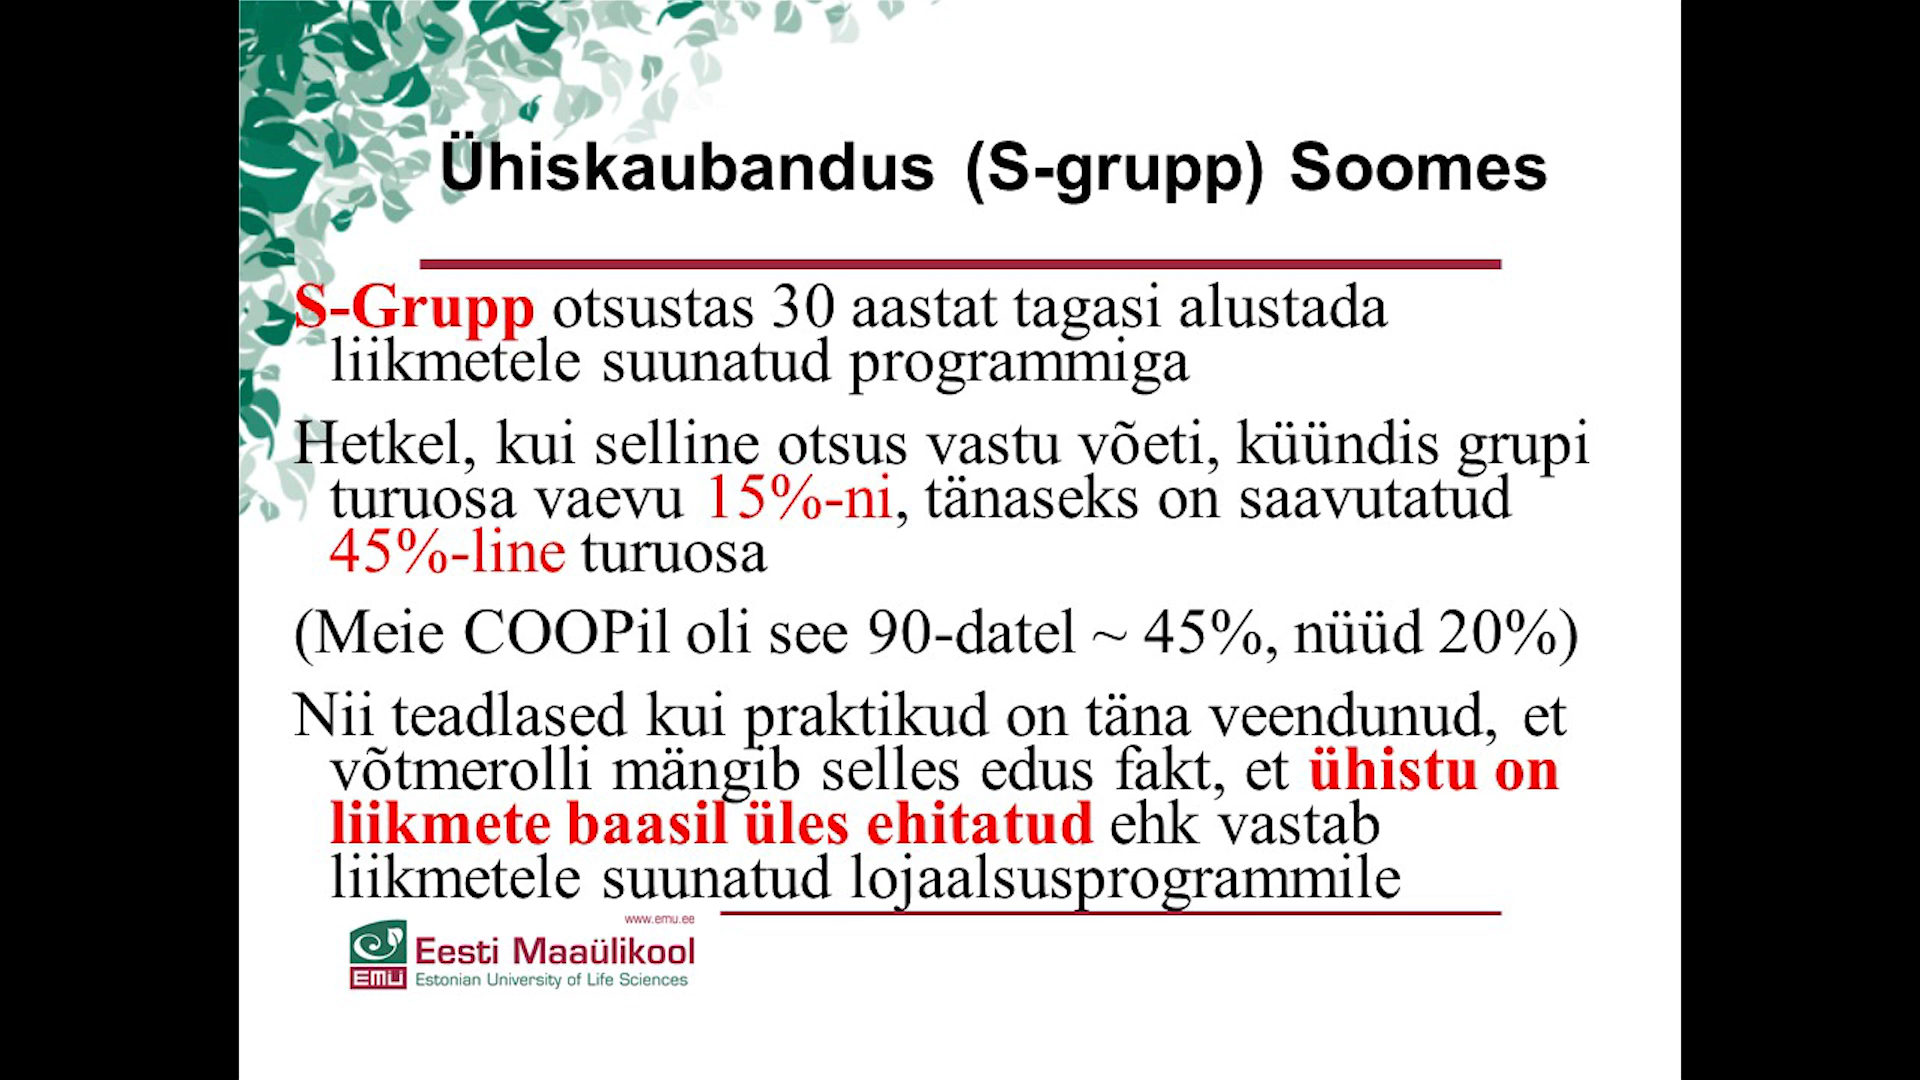 Ühiskaubandus (S-grupp) Soomes
S-Grupp otsustas 30 aastat tagasi alustada
liikmetele suunatud programmiga
Hetkel, kui selline otsus vastu võeti, küündis grupi
turuosa vaevu 15%-ni, tänaseks on saavutatud
45%-line turuosa
(Meie COOPil oli see 90-datel ~ 45%, nüüd 20%)
Nii teadlased kui praktikud on täna veendunud, et
võtmerolli mängib selles edus fakt, et ühistu on
liikmete baasil üles ehitatud ehk vastab
liikmetele suunatud lojaalsusprogrammile
www.emu.ee
Eesti Maaülikool
EMÜ Estonian University of Life Sciences